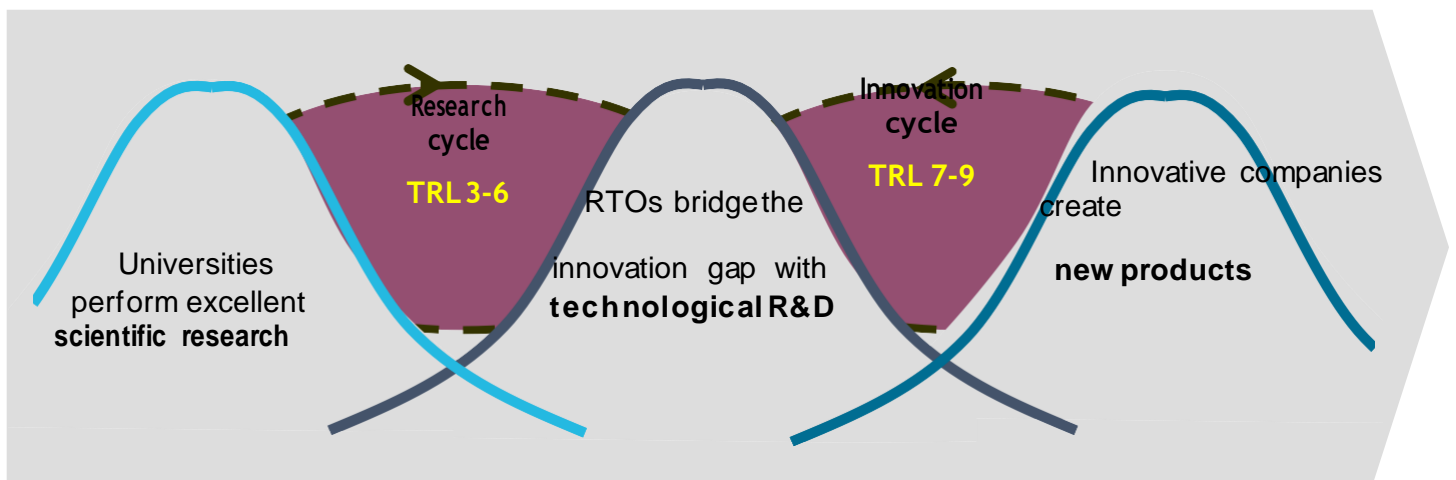 Universities
perform excellent
scientific research
Research
cycle
TRL 3-6
RTOs bridge the
innovation gap with
technological R&D
Innovation
cycle
TRL 7-9
Innovative companies
create
new products